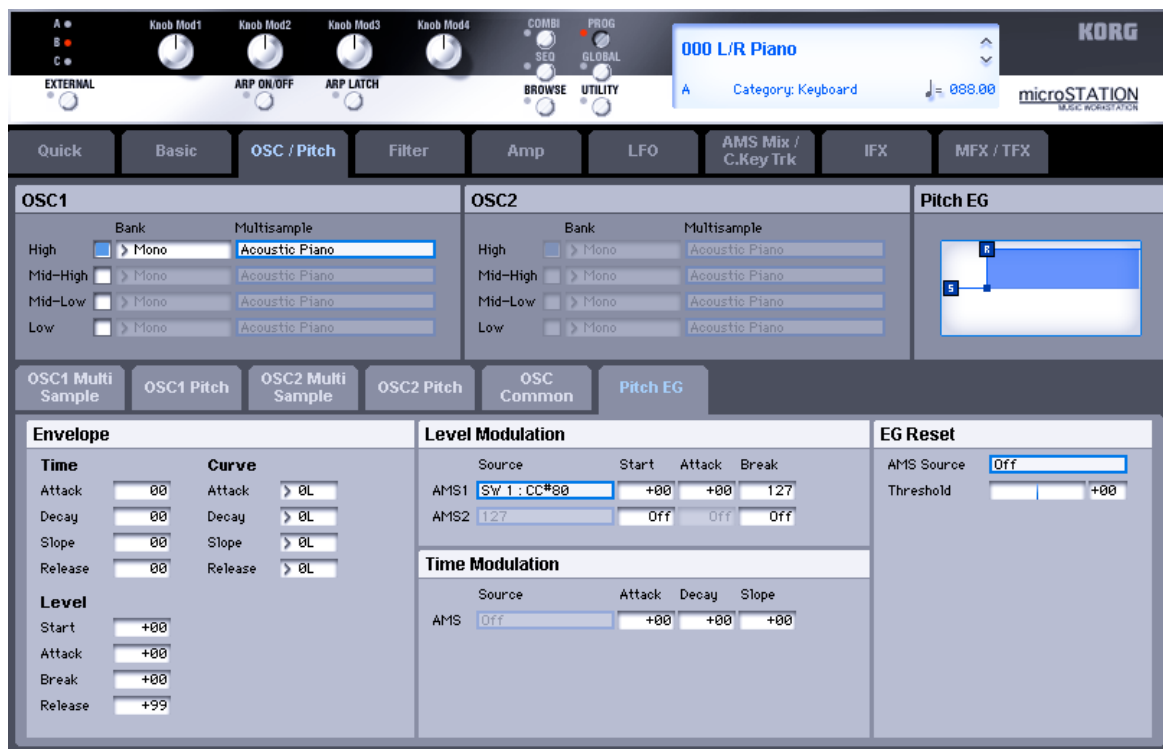 A
B
C
Knob Mod1 Knob Mod2 Knob Mod3 Knob Mod4
EXTERNAL ARP ON/OFF ARP LATCH
COMBI PROG
SEQ GLOBAL
BROWSE UTILITY
000 L/R Piano
A Category: Keyboard ♩= 088.00
KORG
microSTATION
MUSIC WORKSTATION
Quick Basic OSC / Pitch Filter Amp LFO AMS Mix / C.Key Trk IFX MFX / TFX
OSC1
Bank Multisample
High > Mono Acoustic Piano
Mid-High > Mono Acoustic Piano
Mid-Low > Mono Acoustic Piano
Low > Mono Acoustic Piano
OSC2
Bank Multisample
High > Mono Acoustic Piano
Mid-High > Mono Acoustic Piano
Mid-Low > Mono Acoustic Piano
Low > Mono Acoustic Piano
Pitch EG
R
S
OSC1 Multi Sample OSC1 Pitch OSC2 Multi Sample OSC2 Pitch OSC Common Pitch EG
Envelope
Time Curve
Attack 00 Attack > 0L
Decay 00 Decay > 0L
Slope 00 Slope > 0L
Release 00 Release > 0L
Level
Start +00
Attack +00
Break +00
Release +99
Level Modulation
Source Start Attack Break
AMS1 SW 1 : CC#80 +00 +00 127
AMS2 127 Off Off Off
Time Modulation
Source Attack Decay Slope
AMS Off +00 +00 +00
EG Reset
AMS Source Off
Threshold +00